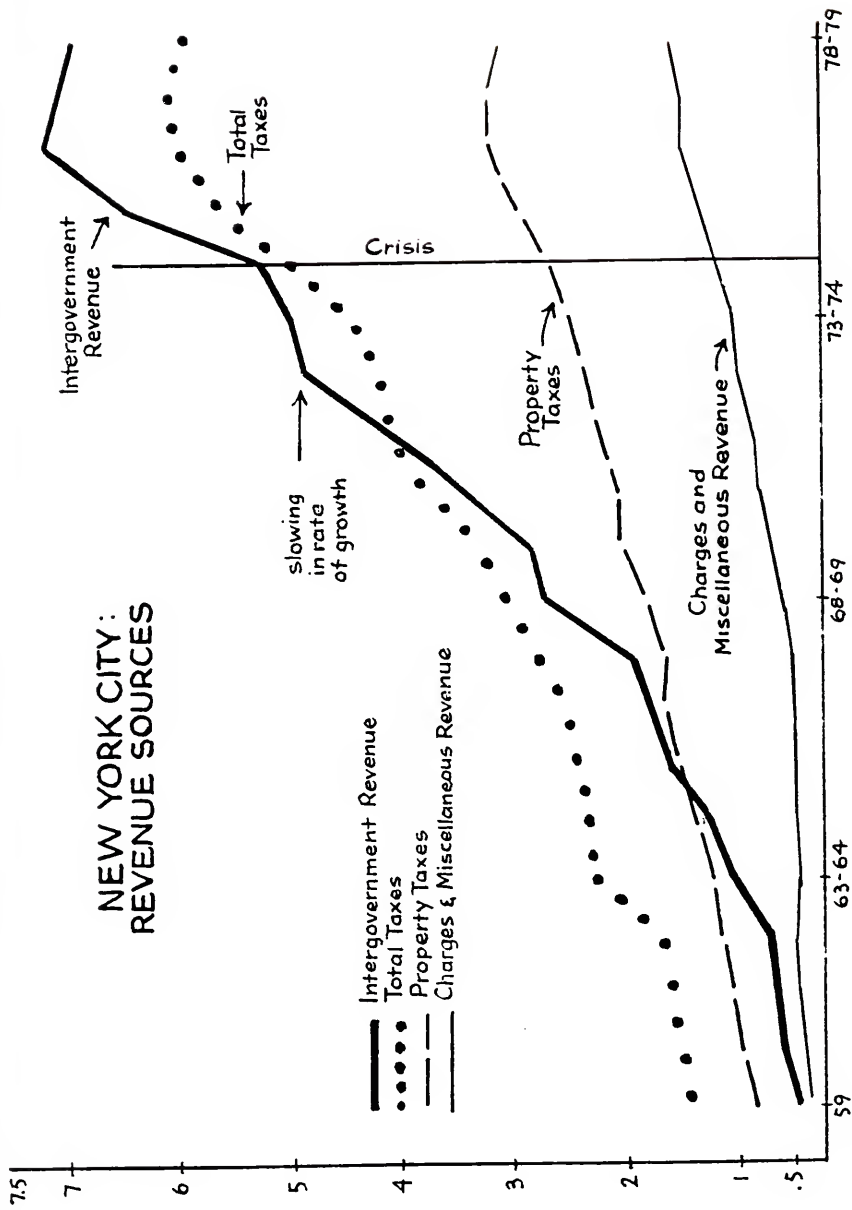 NEW YORK CITY:
REVENUE SOURCES
Intergovernment Revenue
Total Taxes
Property Taxes
Charges & Miscellaneous Revenue
Intergovernment
Revenue
Total
Taxes
slowing
in rate
of growth
Crisis
Property
Taxes
Charges and
Miscellaneous Revenue
7.5
7
6
5
4
3
2
1
.5
59
63-64
68-69
73-74
78-79